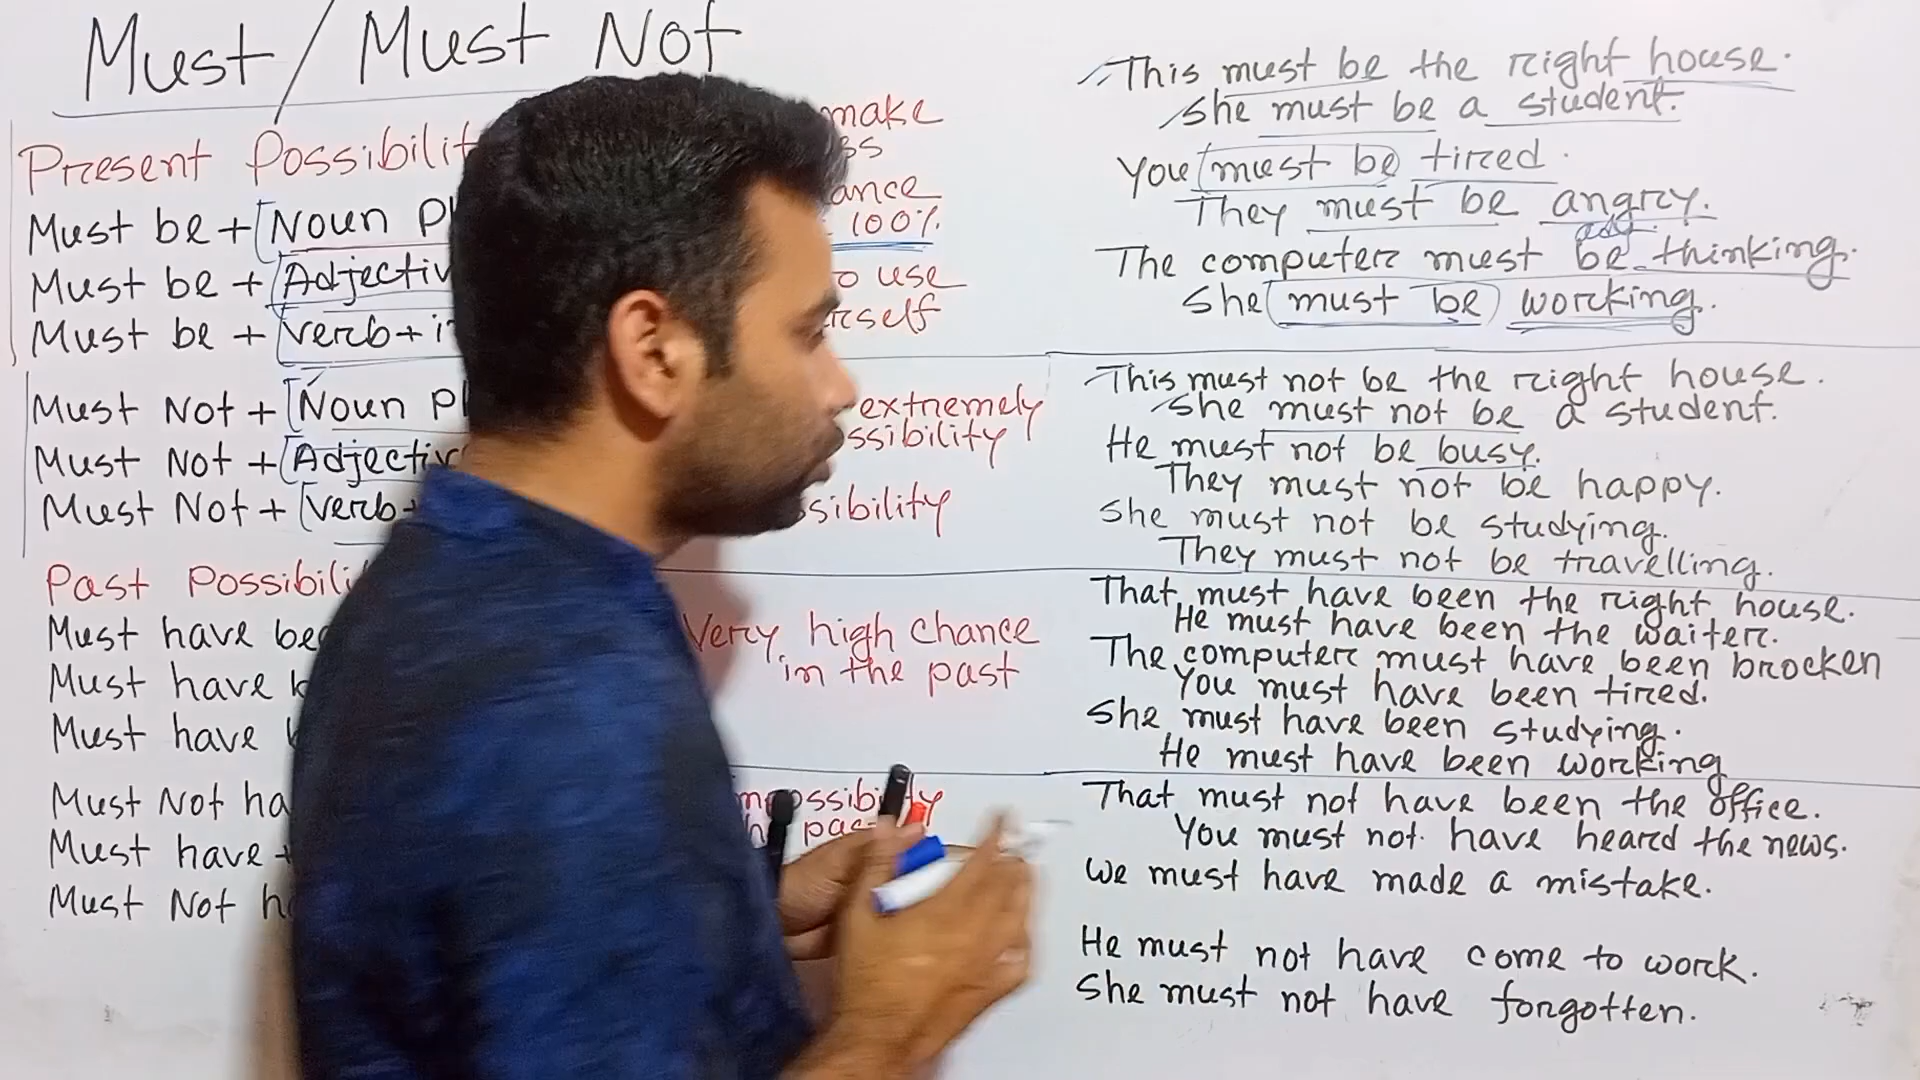 Must / Must Not
Present Possibilit
Must be + Noun P
Must be + Adjectiv
Must be + verb+i
Must Not + Noun P
Must Not + Adjectiv
Must Not + verb+
Past Possibili
Must have be
Must have
Must have
Must Not ha
Must have +
Must Not h
make
ss
ance
100%.
o use
rself
extremely
ssibility
ssibility
Very high chance
in the past
mpossibility
past
This must be the right house.
She must be a student.
You must be tired.
They must be angry.
adj.
The computer must be thinking.
She must be working.
This must not be the right house.
She must not be a student.
He must not be busy.
They must not be happy.
She must not be studying.
They must not be travelling.
That must have been the right house.
He must have been the waiter.
The computer must have been brocken
You must have been tired.
She must have been studying.
He must have been working
That must not have been the office.
You must not have heard the news.
We must have made a mistake.
He must not have come to work.
She must not have forgotten.